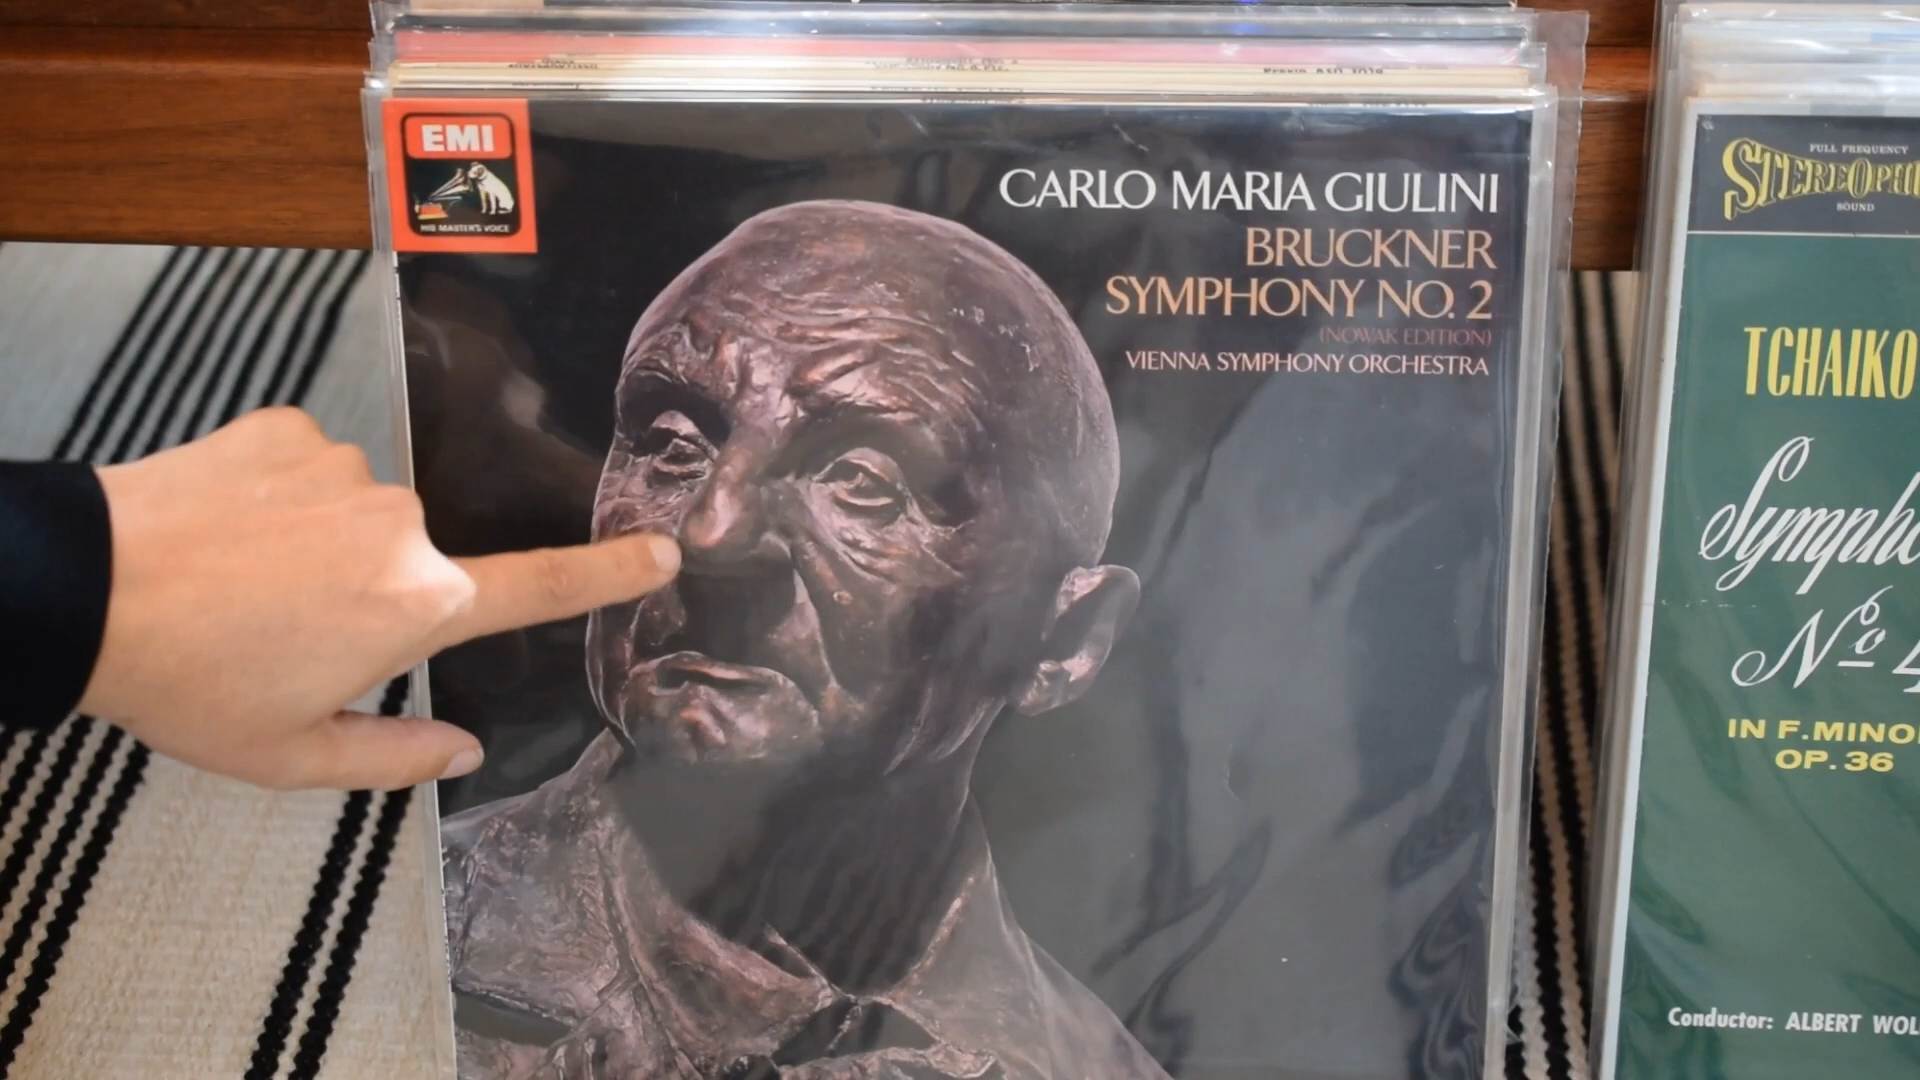 EMI
HIS MASTER'S VOICE
CARLO MARIA GIULINI
BRUCKNER
SYMPHONY NO. 2
(NOWAK EDITION)
VIENNA SYMPHONY ORCHESTRA
FULL FREQUENCY
STEREOPH
SOUND
TCHAIKO
Sympho
No 4
IN F. MINO
OP. 36
Conductor: ALBERT WOL